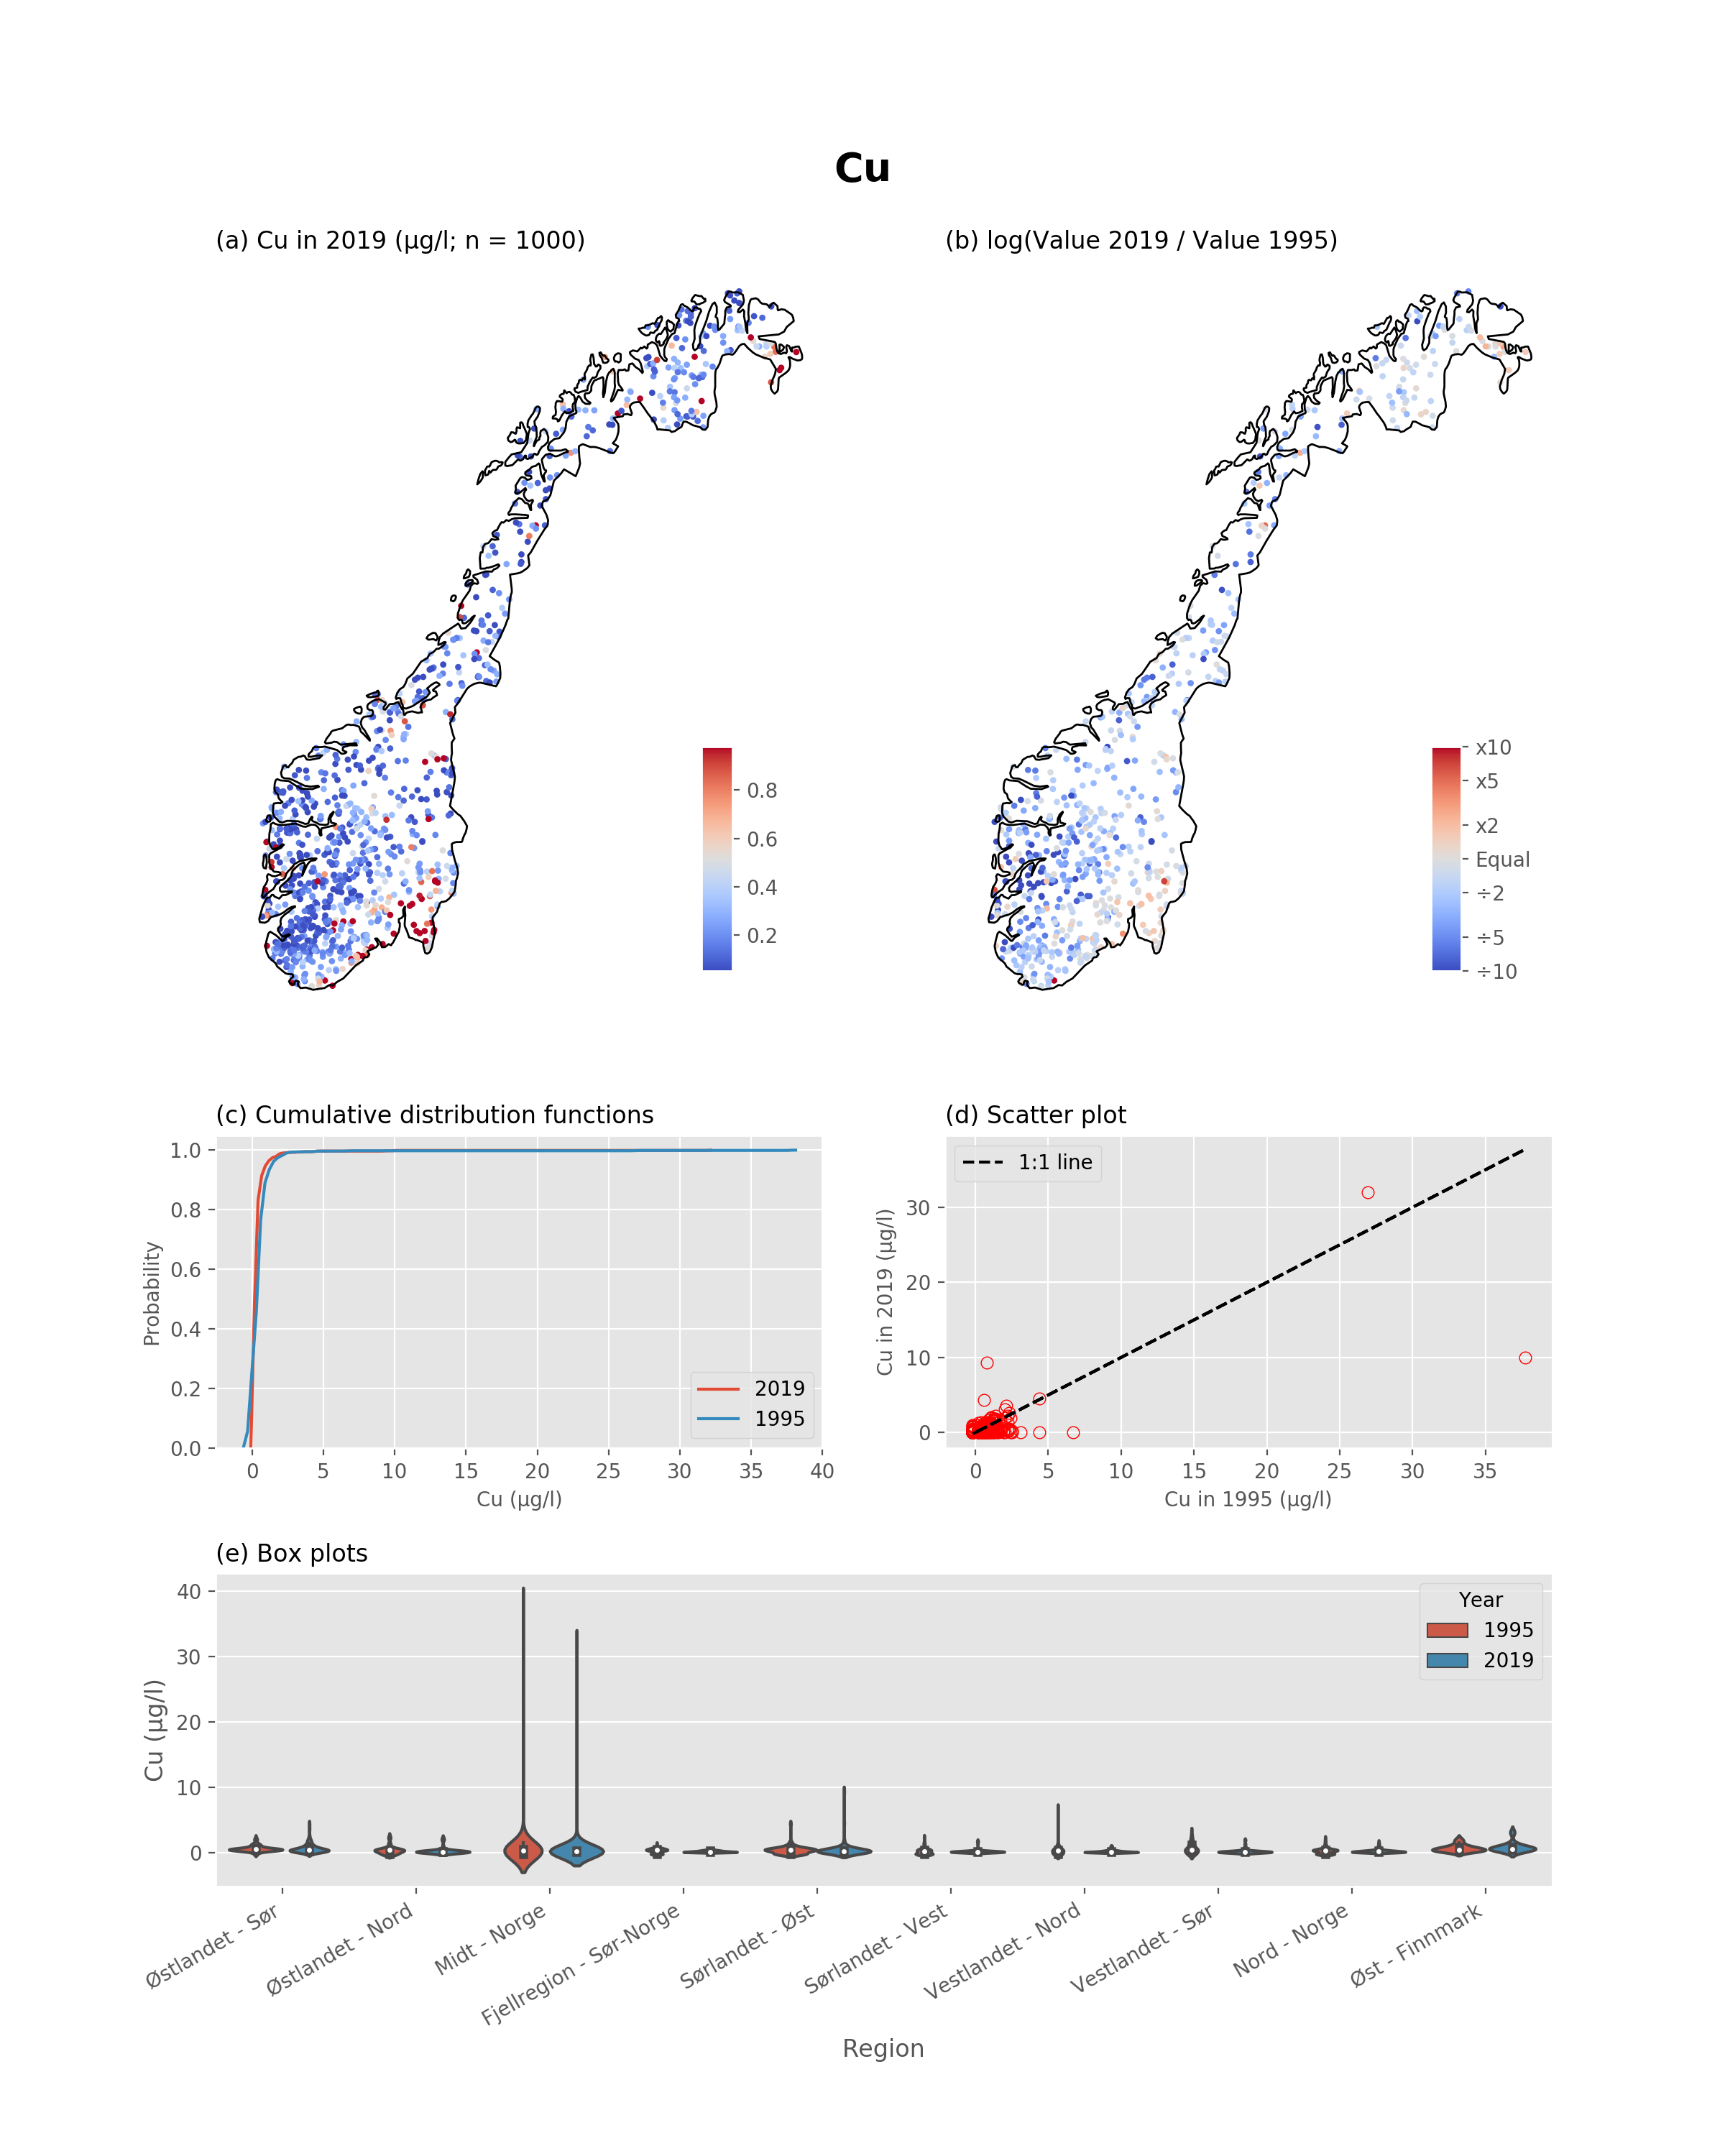 Cu
(a) Cu in 2019 (µg/l; n = 1000)
(b) log(Value 2019 / Value 1995)
0.8
0.6
0.4
0.2
x10
x5
x2
Equal
÷2
÷5
÷10
(c) Cumulative distribution functions
1.0
0.8
0.6
0.4
0.2
0.0
Probability
2019
1995
0 5 10 15 20 25 30 35 40
Cu (µg/l)
(d) Scatter plot
1:1 line
30
20
10
0
Cu in 2019 (µg/l)
0 5 10 15 20 25 30 35
Cu in 1995 (µg/l)
(e) Box plots
40
30
20
10
0
Cu (µg/l)
Year
1995
2019
Østlandet - Sør
Østlandet - Nord
Midt - Norge
Fjellregion - Sør-Norge
Sørlandet - Øst
Sørlandet - Vest
Vestlandet - Nord
Vestlandet - Sør
Nord - Norge
Øst - Finnmark
Region